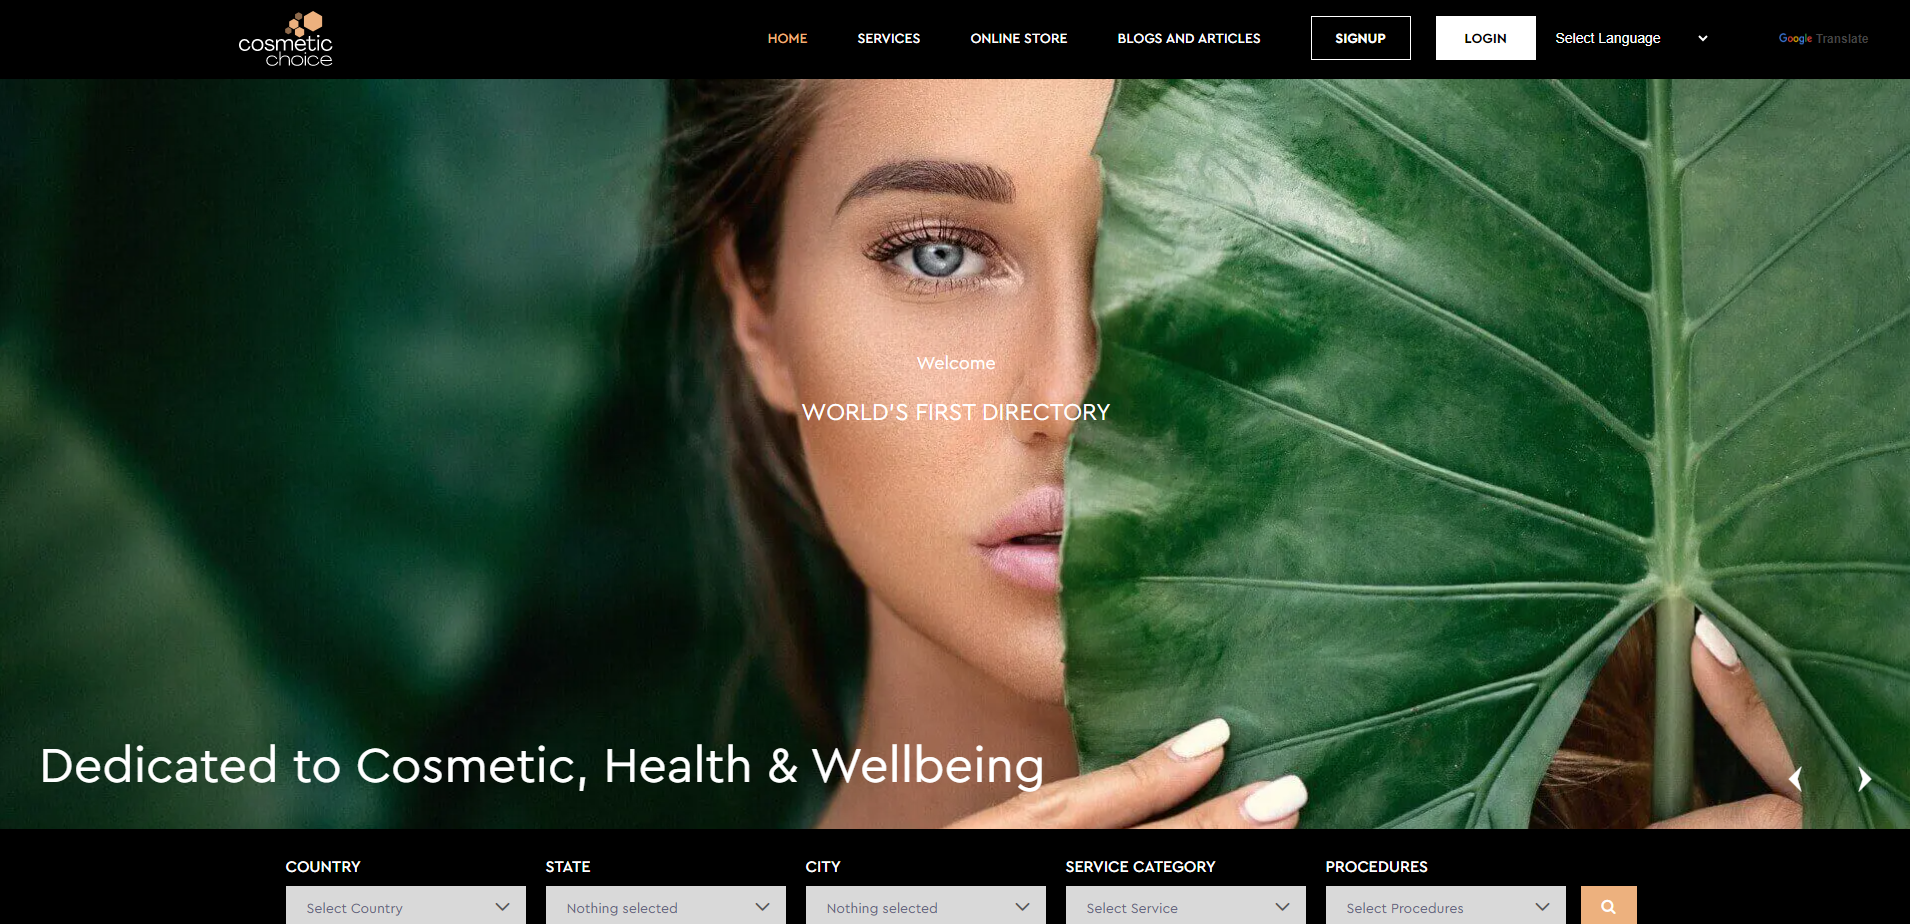 cosmetic
choice
HOME
SERVICES
ONLINE STORE
BLOGS AND ARTICLES
SIGNUP
LOGIN
Select Language
Google Translate
Welcome
WORLD'S FIRST DIRECTORY
Dedicated to Cosmetic, Health & Wellbeing
COUNTRY
STATE
CITY
SERVICE CATEGORY
PROCEDURES
Select Country
Nothing selected
Nothing selected
Select Service
Select Procedures